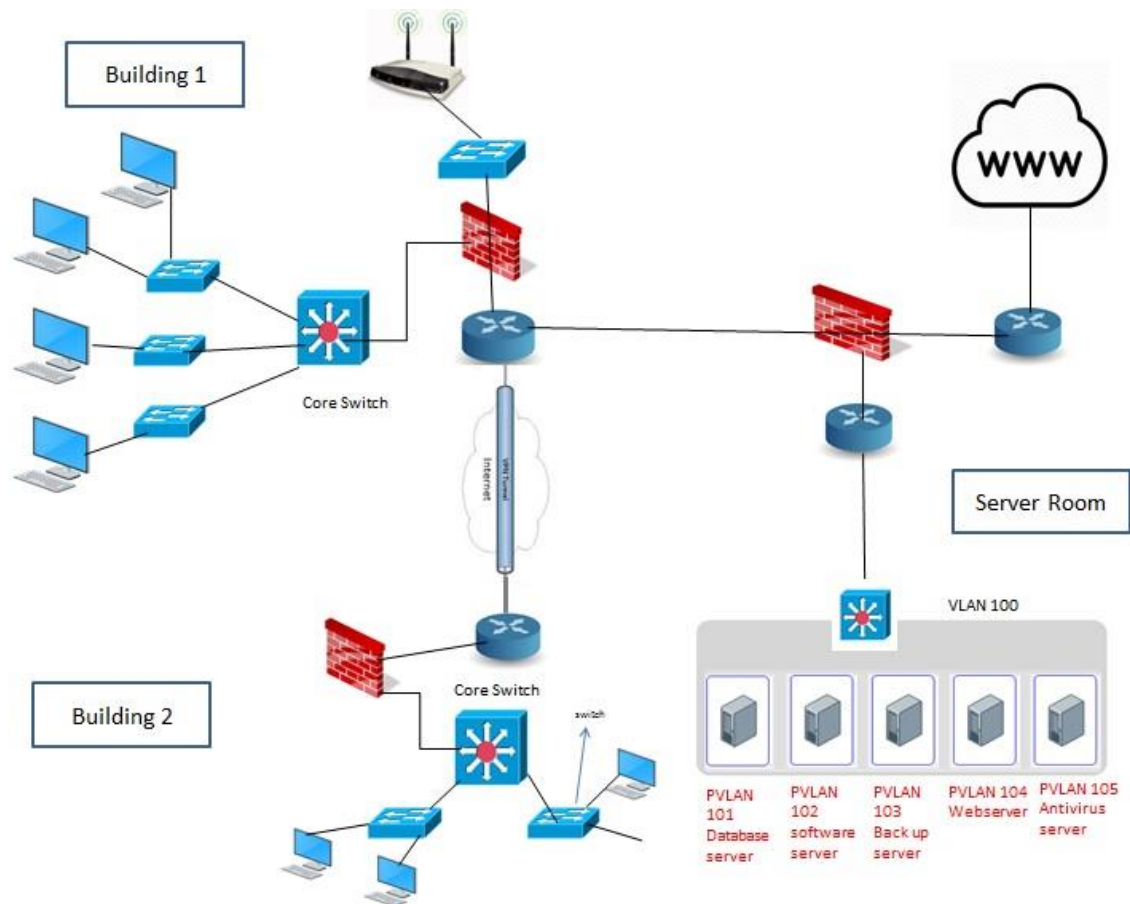 Building 1
WWW
Core Switch
Internet
VPN Tunnel
Server Room
VLAN 100
Building 2
Core Switch
switch
PVLAN
101
Database
server
PVLAN
102
software
server
PVLAN
103
Back up
server
PVLAN 104
Webserver
PVLAN 105
Antivirus
server